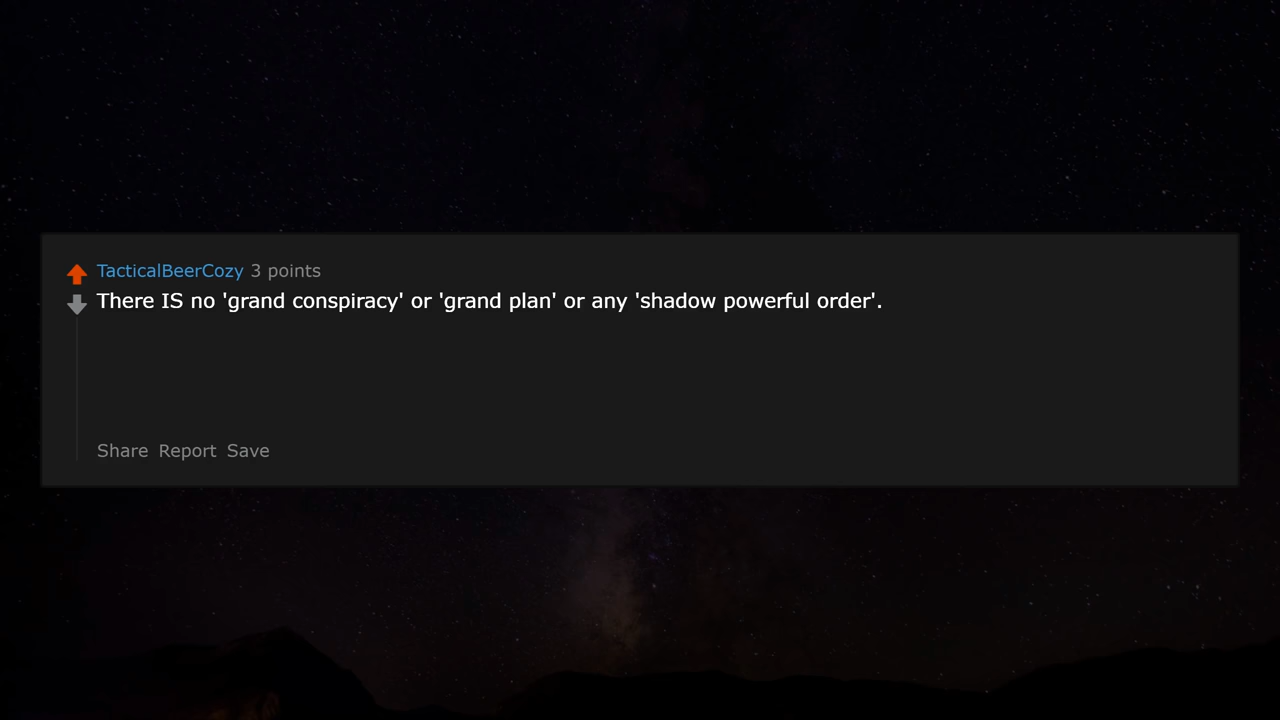 TacticalBeerCozy 3 points
There IS no 'grand conspiracy' or 'grand plan' or any 'shadow powerful order'.
Share Report Save